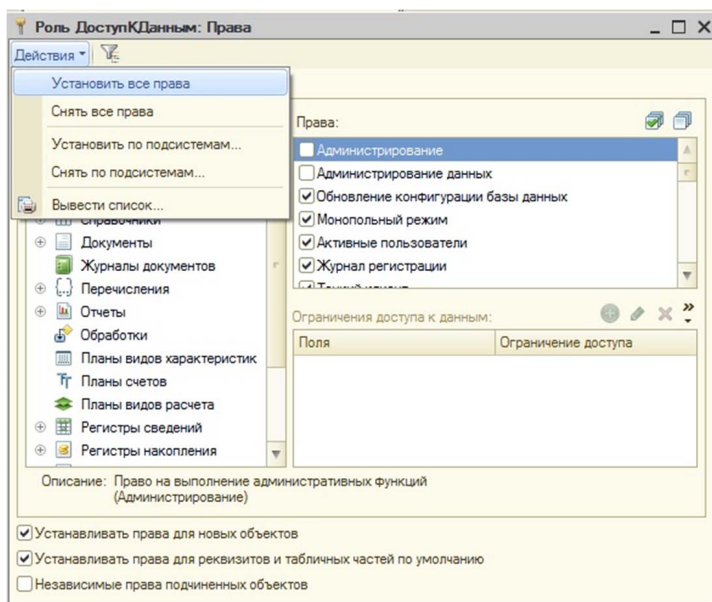 Роль ДоступКДанным: Права
Действия
Установить все права
Снять все права
Установить по подсистемам...
Снять по подсистемам...
Вывести список...
Справочники
Документы
Журналы документов
Перечисления
Отчеты
Обработки
Планы видов характеристик
Планы счетов
Планы видов расчета
Регистры сведений
Регистры накопления
Права:
Администрирование
Администрирование данных
Обновление конфигурации базы данных
Монопольный режим
Активные пользователи
Журнал регистрации
Тонкий клиент
Ограничения доступа к данным:
Поля Ограничение доступа
Описание: Право на выполнение административных функций
(Администрирование)
Устанавливать права для новых объектов
Устанавливать права для реквизитов и табличных частей по умолчанию
Независимые права подчиненных объектов